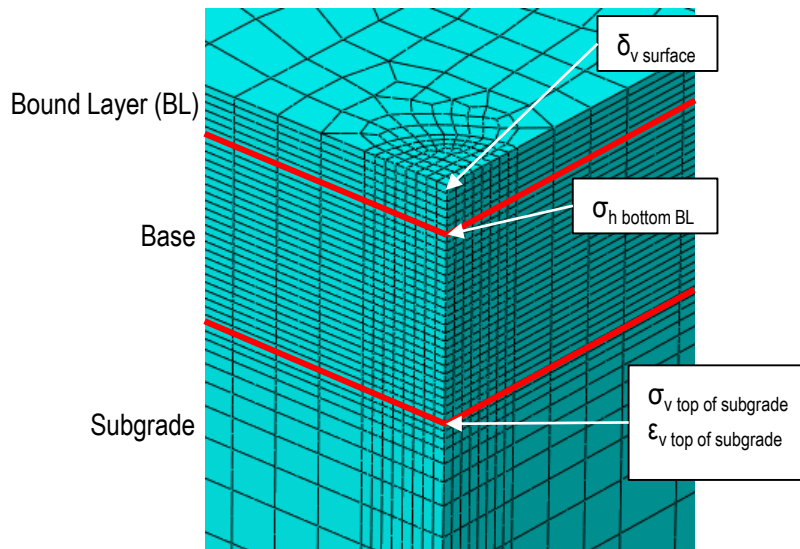 δv surface
Bound Layer (BL)
σh bottom BL
Base
σv top of subgrade
εv top of subgrade
Subgrade